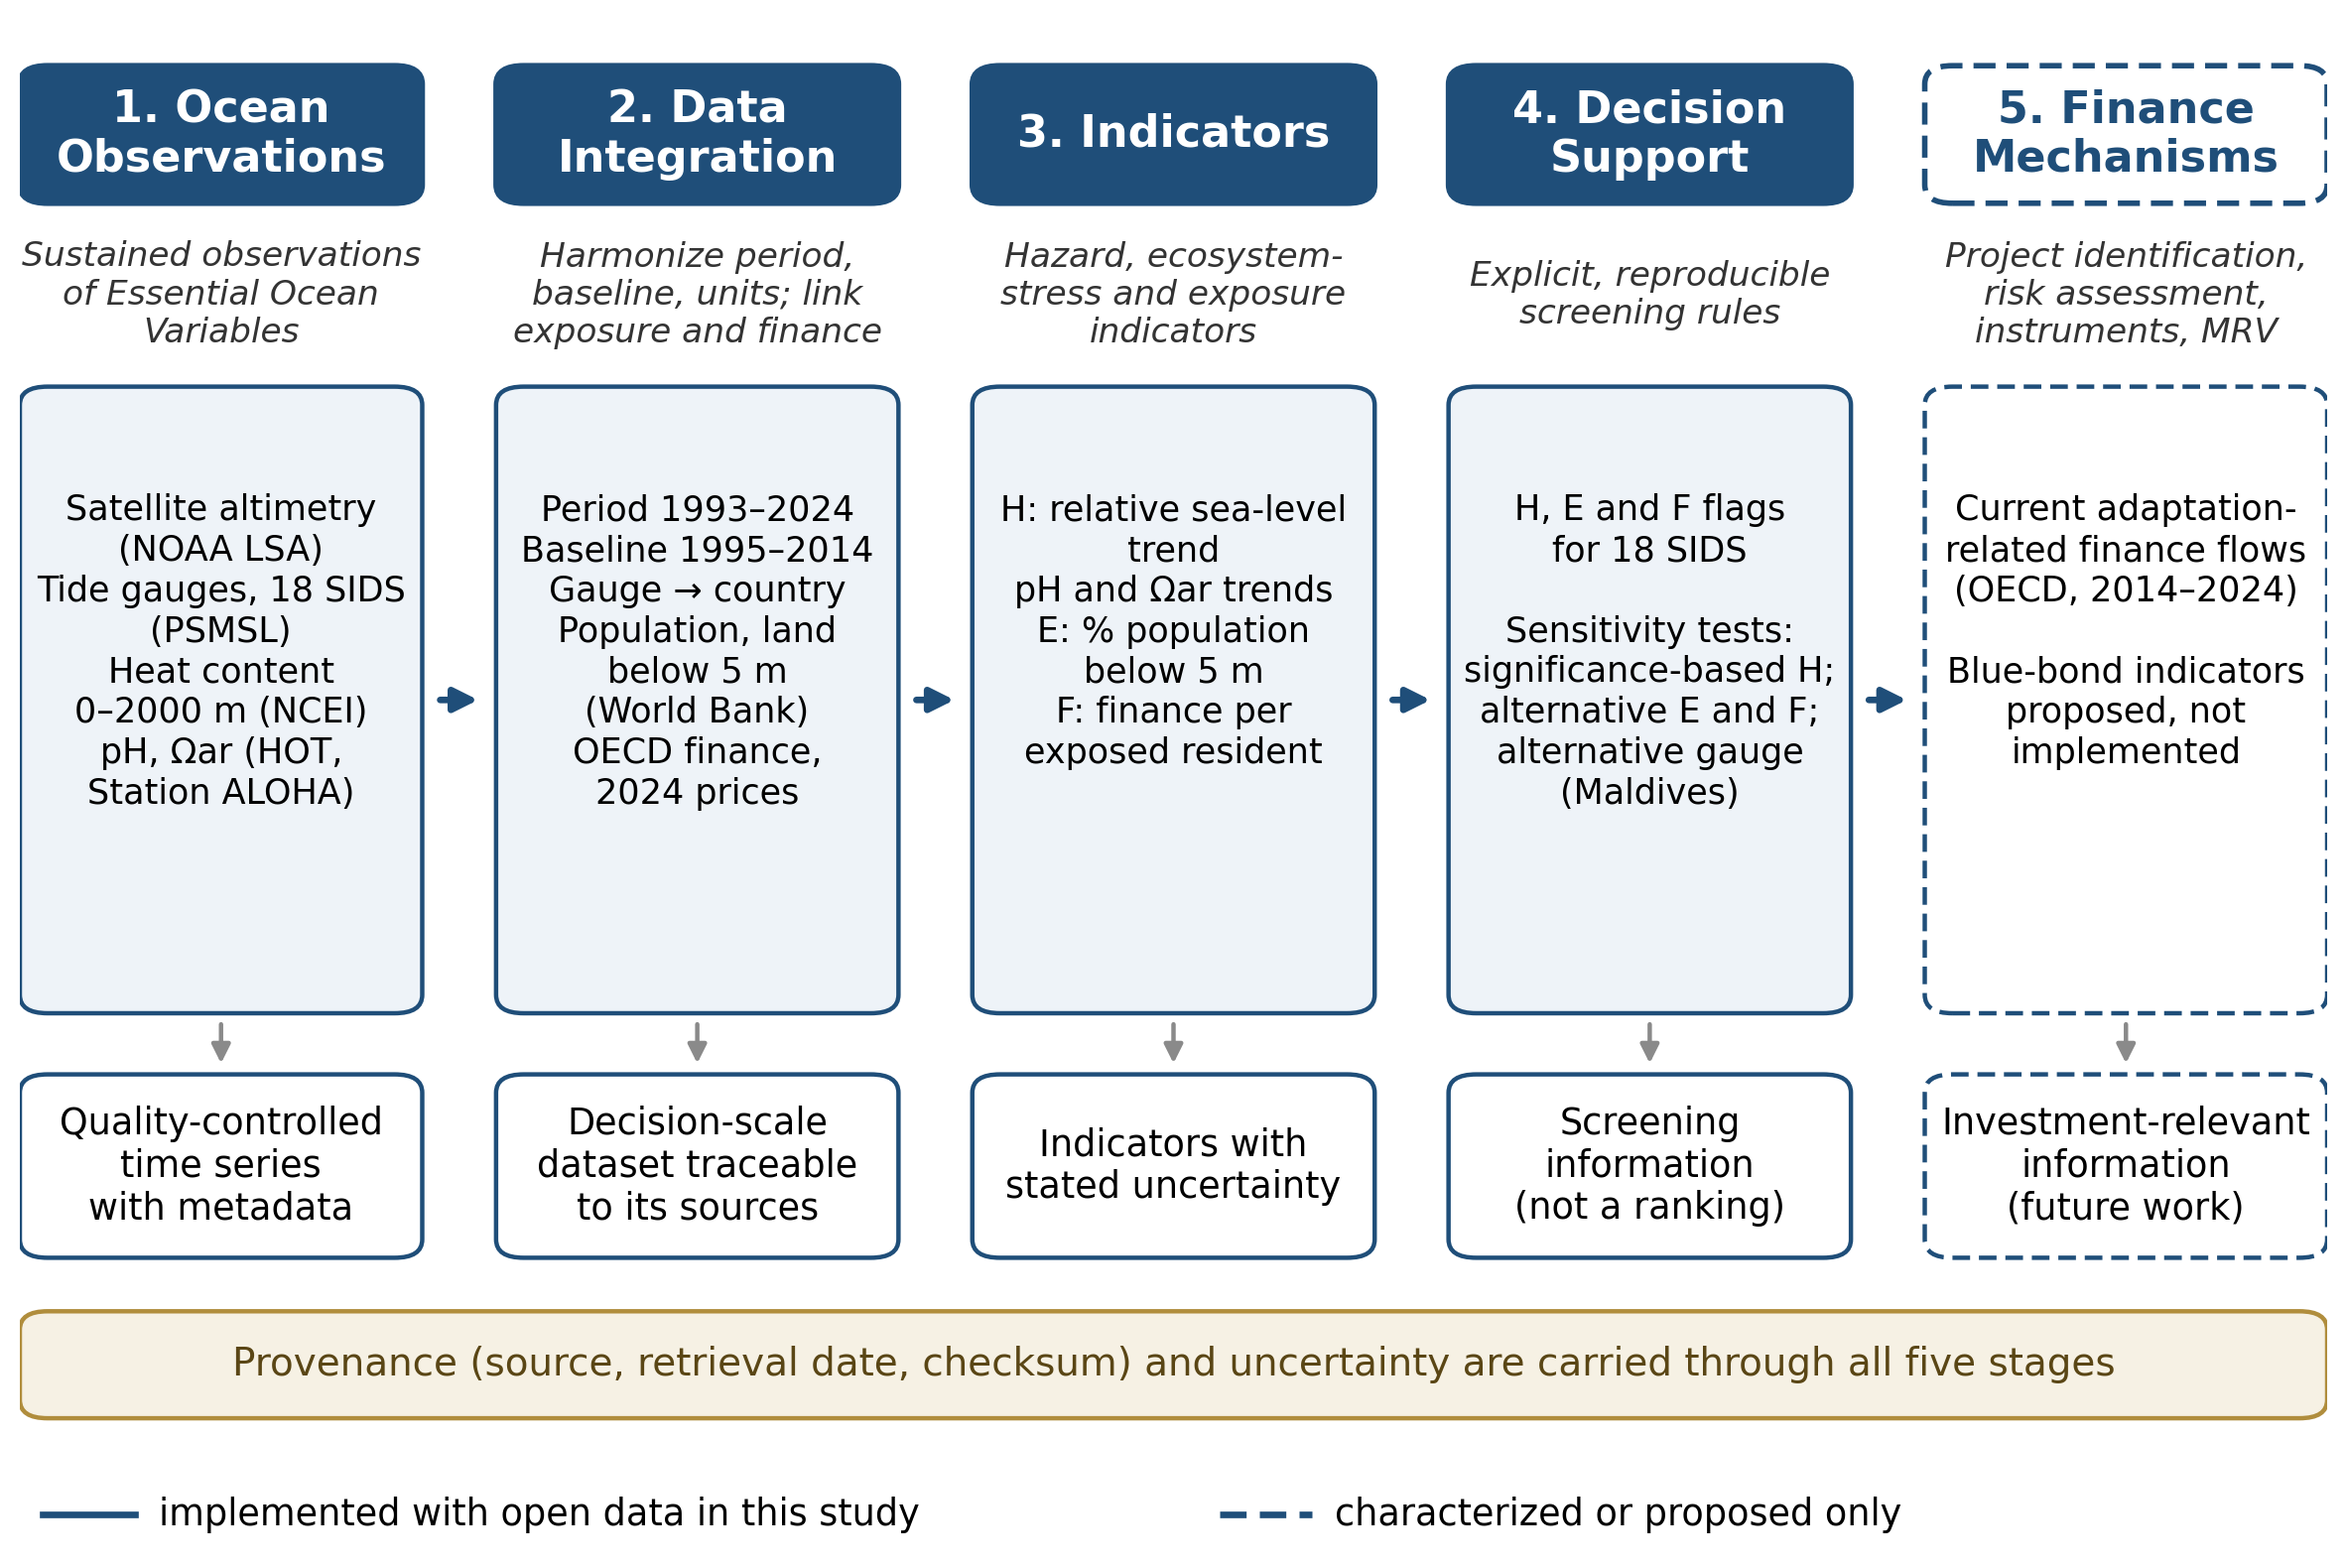 1. Ocean
Observations
Sustained observations
of Essential Ocean
Variables
Satellite altimetry
(NOAA LSA)
Tide gauges, 18 SIDS
(PSMSL)
Heat content
0–2000 m (NCEI)
pH, Ωar (HOT,
Station ALOHA)
Quality-controlled
time series
with metadata
2. Data
Integration
Harmonize period,
baseline, units; link
exposure and finance
Period 1993–2024
Baseline 1995–2014
Gauge → country
Population, land
below 5 m
(World Bank)
OECD finance,
2024 prices
Decision-scale
dataset traceable
to its sources
3. Indicators
Hazard, ecosystem-
stress and exposure
indicators
H: relative sea-level
trend
pH and Ωar trends
E: % population
below 5 m
F: finance per
exposed resident
Indicators with
stated uncertainty
4. Decision
Support
Explicit, reproducible
screening rules
H, E and F flags
for 18 SIDS
Sensitivity tests:
significance-based H;
alternative E and F;
alternative gauge
(Maldives)
Screening
information
(not a ranking)
5. Finance
Mechanisms
Project identification,
risk assessment,
instruments, MRV
Current adaptation-
related finance flows
(OECD, 2014–2024)
Blue-bond indicators
proposed, not
implemented
Investment-relevant
information
(future work)
Provenance (source, retrieval date, checksum) and uncertainty are carried through all five stages
implemented with open data in this study
characterized or proposed only